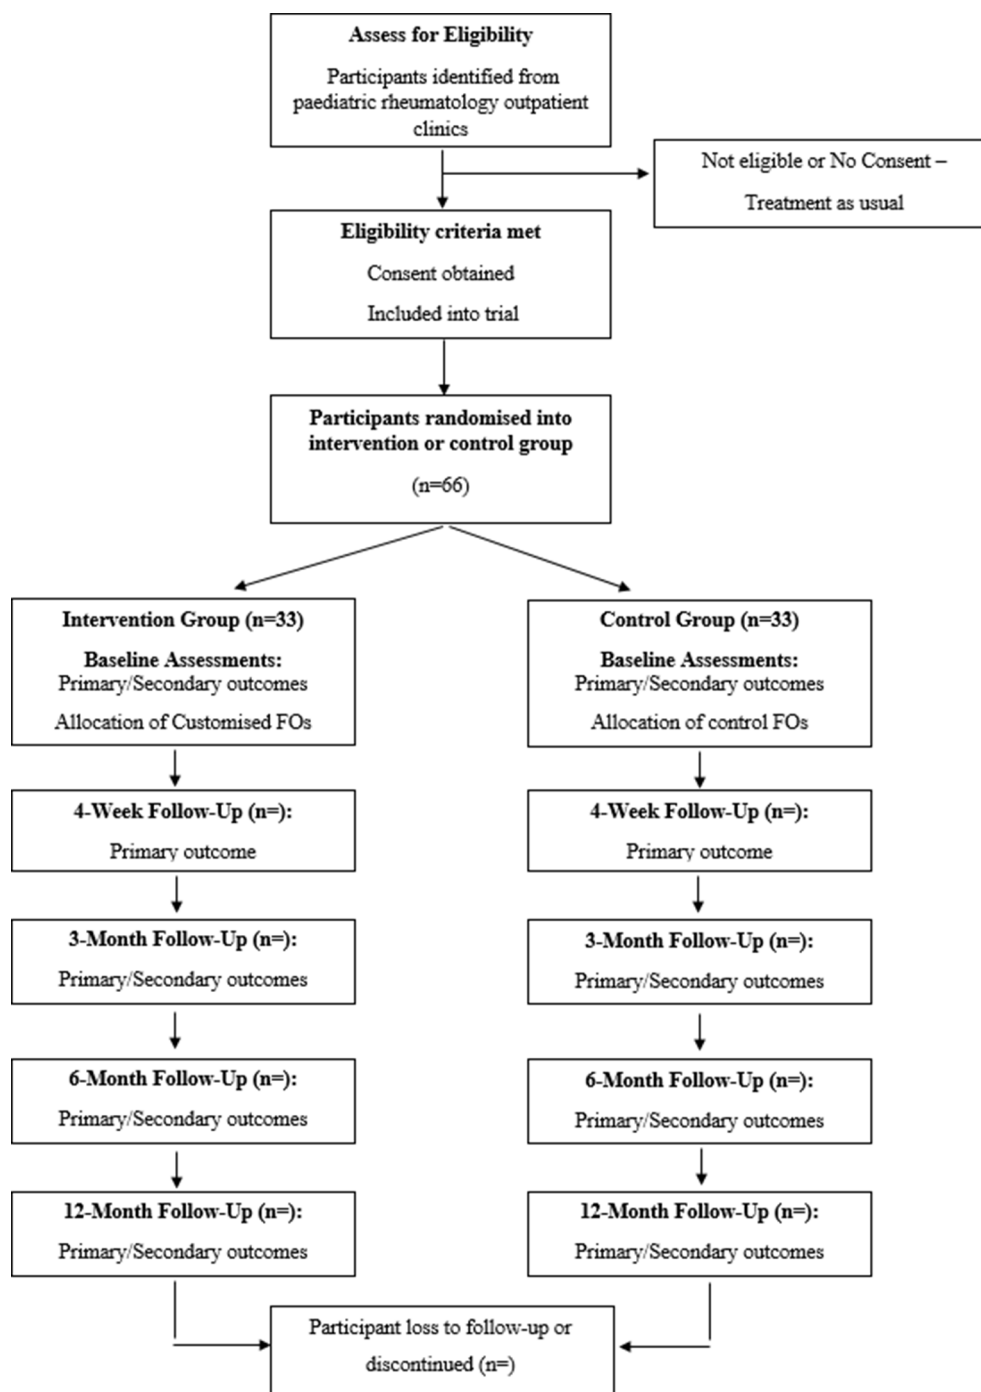 Assess for Eligibility
Participants identified from
paediatric rheumatology outpatient
clinics
Not eligible or No Consent –
Treatment as usual
Eligibility criteria met
Consent obtained
Included into trial
Participants randomised into
intervention or control group
(n=66)
Intervention Group (n=33)
Baseline Assessments:
Primary/Secondary outcomes
Allocation of Customised FOs
Control Group (n=33)
Baseline Assessments:
Primary/Secondary outcomes
Allocation of control FOs
4-Week Follow-Up (n=):
Primary outcome
4-Week Follow-Up (n=):
Primary outcome
3-Month Follow-Up (n=):
Primary/Secondary outcomes
3-Month Follow-Up (n=):
Primary/Secondary outcomes
6-Month Follow-Up (n=):
Primary/Secondary outcomes
6-Month Follow-Up (n=):
Primary/Secondary outcomes
12-Month Follow-Up (n=):
Primary/Secondary outcomes
12-Month Follow-Up (n=):
Primary/Secondary outcomes
Participant loss to follow-up or
discontinued (n=)